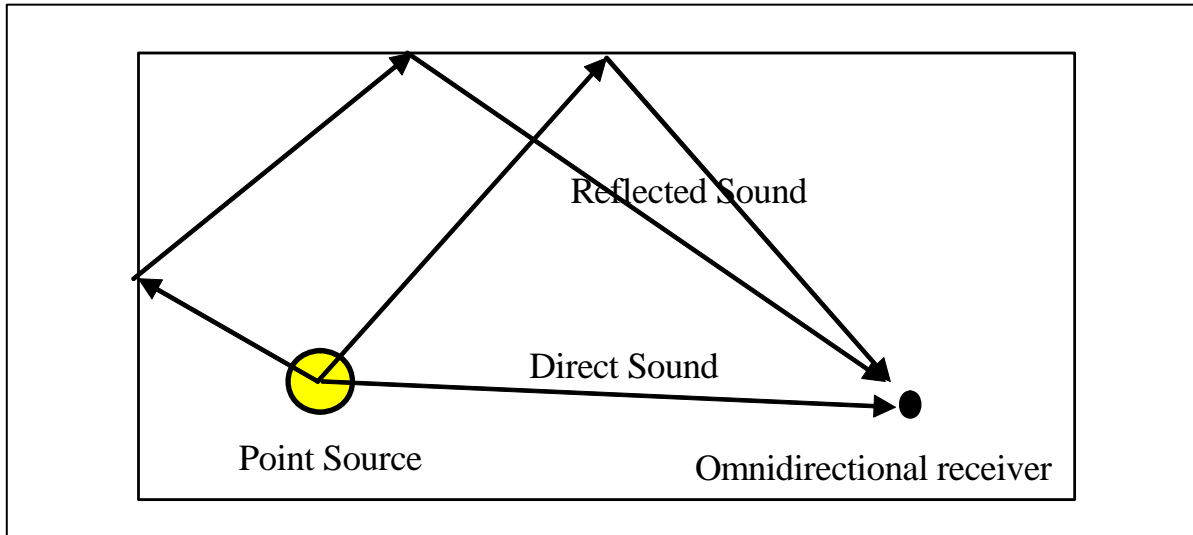 Reflected Sound
Direct Sound
Point Source
Omnidirectional receiver